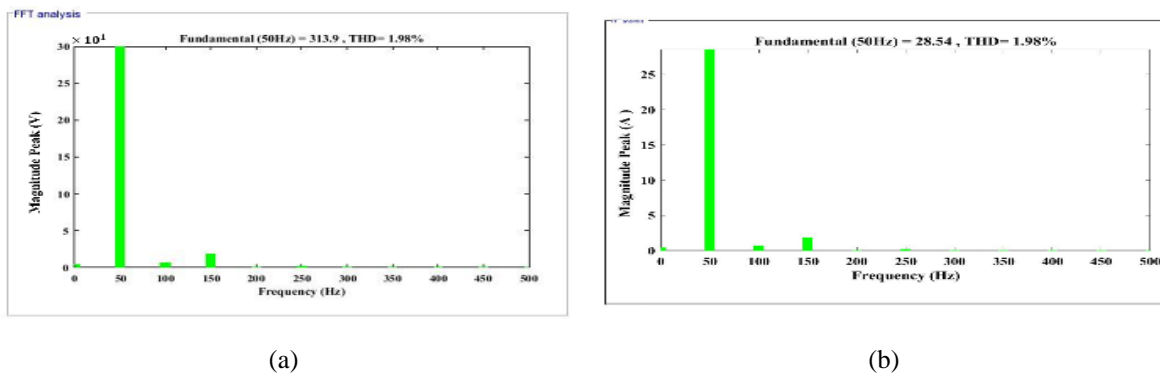 FFT analysis
× 10¹
Fundamental (50Hz) = 313.9 , THD= 1.98%
30
25
20
15
10
5
0
Magnitude Peak (V)
0 50 100 150 200 250 300 350 400 450 500
Frequency (Hz)
(a)
Fundamental (50Hz) = 28.54 , THD= 1.98%
25
20
15
10
5
0
Magnitude Peak (A )
0 50 100 150 200 250 300 350 400 450 500
Frequency (Hz)
(b)